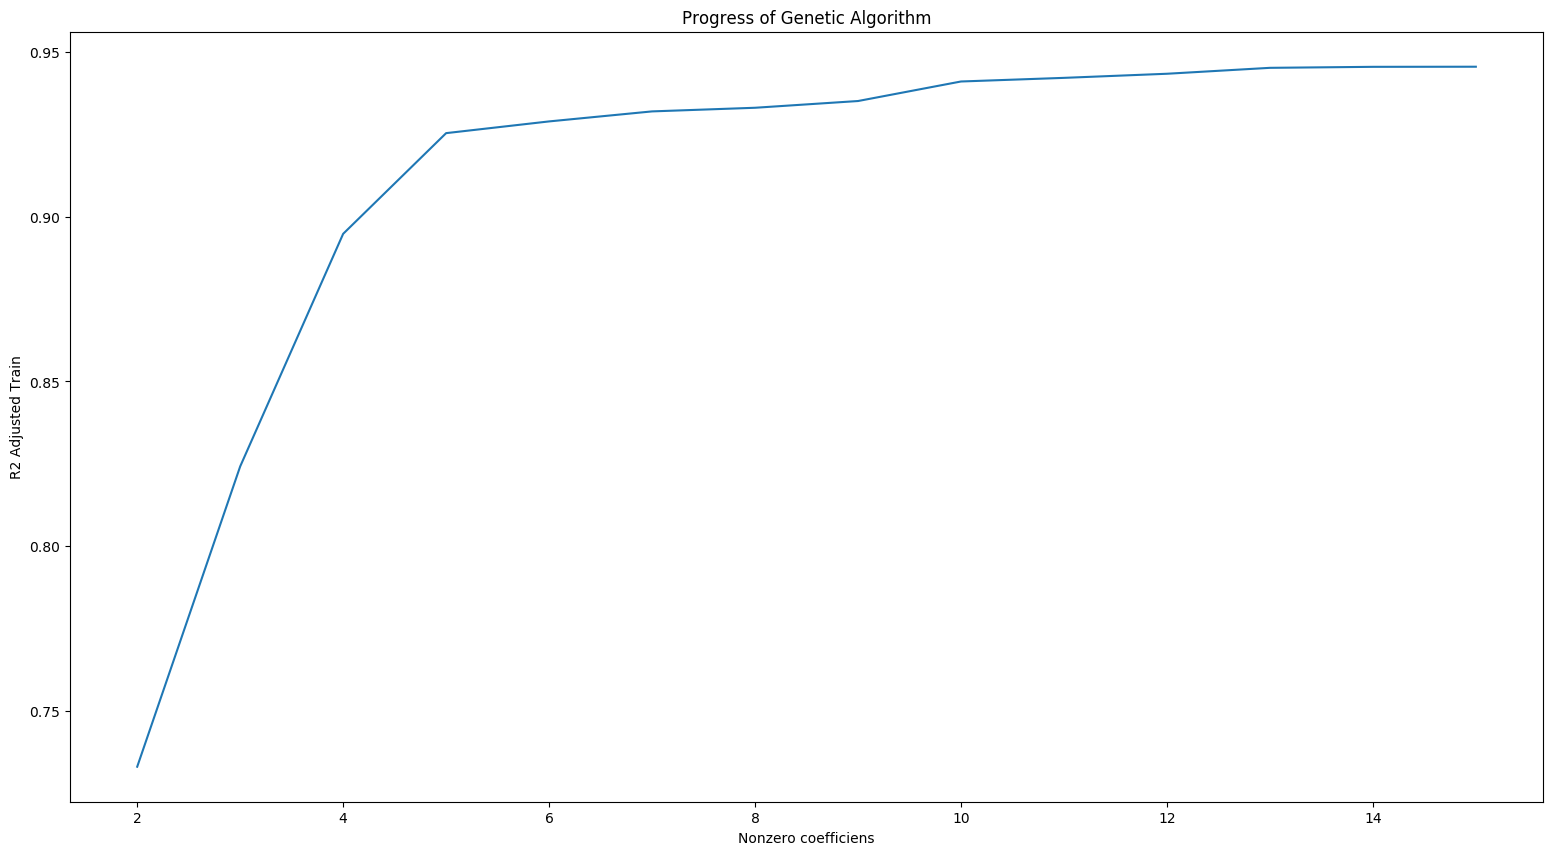 Progress of Genetic Algorithm
0.95
0.90
0.85
0.80
0.75
R2 Adjusted Train
2 4 6 8 10 12 14
Nonzero coefficiens